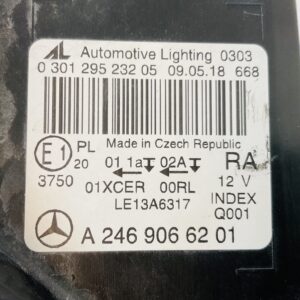 AL Automotive Lighting 0303
0 301 295 232 05 09.05.18 668
Made in Czech Republic
E1 PL 01 1a 02A RA
20
3750 01XCER 00RL 12 V
LE13A6317 INDEX
Q001
A 246 906 62 01